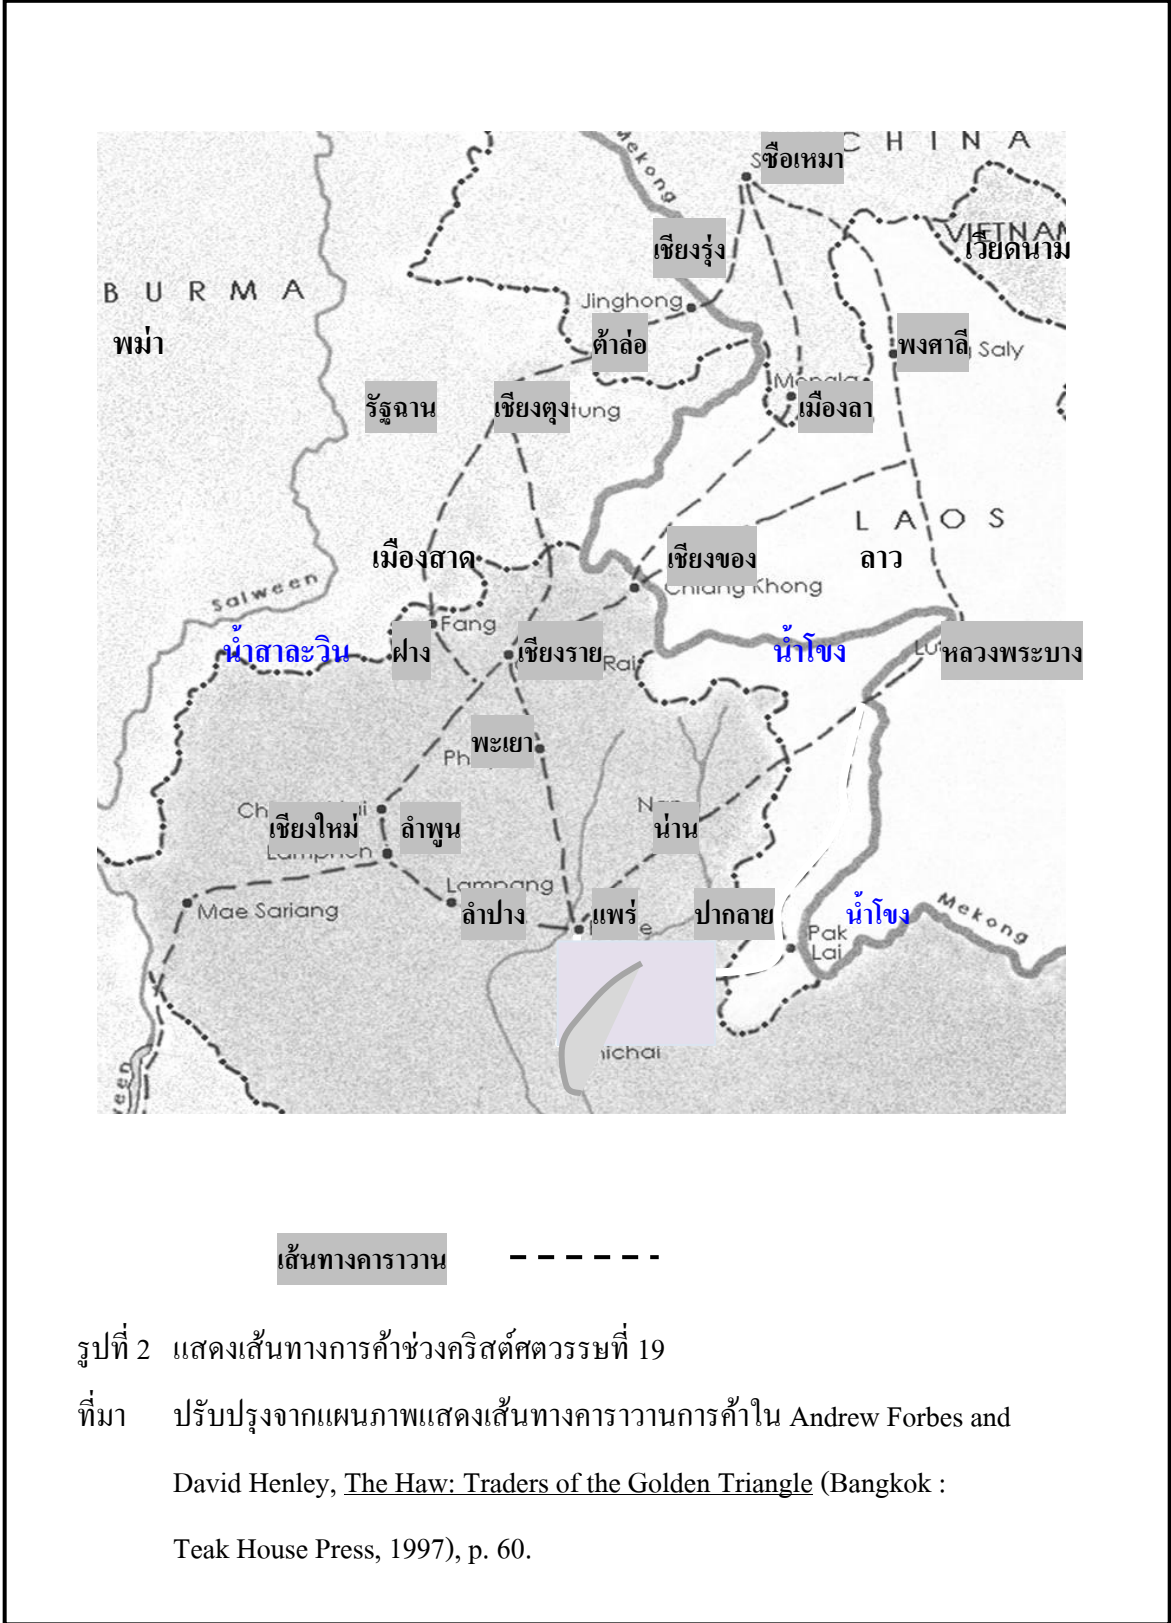 CHINA
Mekong
ซือเหมา
VIETNAM
เวียดนาม
เชียงรุ่ง
BURMA
Jinghong
พม่า
ต้าล่อ
พงศาลี Saly
รัฐฉาน
เชียงตุง tung
เมืองลา
LAOS
ลาว
เมืองสาด
เชียงของ
Chiang Khong
Salween
Fang
น้ำสาละวิน
ฝาง
เชียงราย Rai
น้ำโขง
หลวงพระบาง
พะเยา
เชียงใหม่
ลำพูน
น่าน
Lamphun
Mae Sariang
Lampang
ลำปาง
แพร่
ปากลาย
น้ำโขง
Mekong
Pak
Lai
ichai
ween
เส้นทางคาราวาน
รูปที่ 2 แสดงเส้นทางการค้าช่วงคริสต์ศตวรรษที่ 19
ที่มา ปรับปรุงจากแผนภาพแสดงเส้นทางคาราวานการค้าใน Andrew Forbes and
David Henley, The Haw: Traders of the Golden Triangle (Bangkok :
Teak House Press, 1997), p. 60.